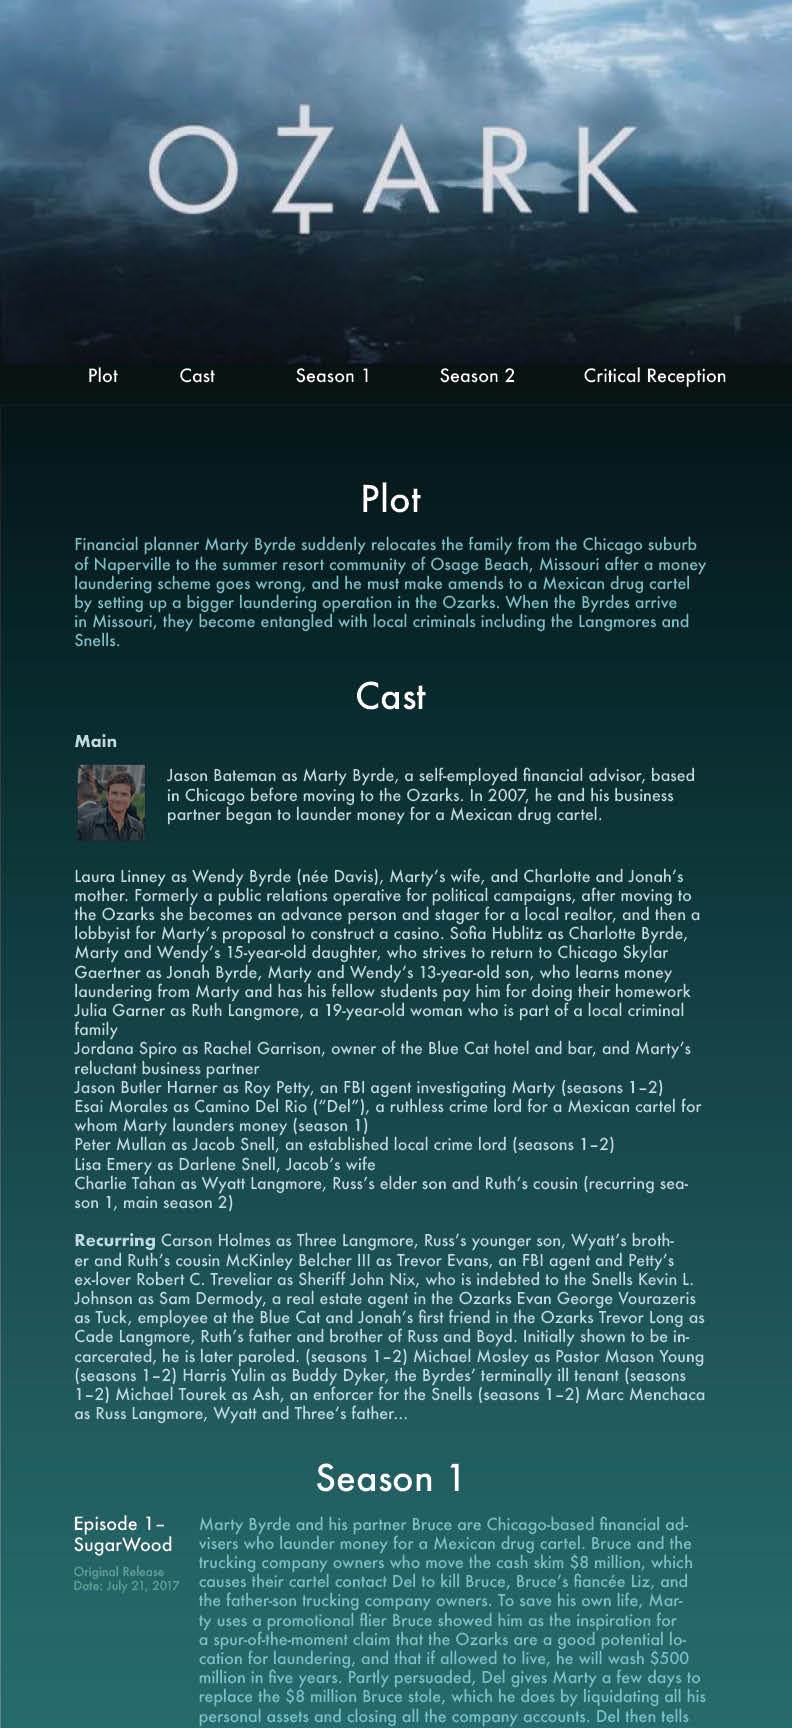 OZARK
Plot Cast Season 1 Season 2 Critical Reception
Plot
Financial planner Marty Byrde suddenly relocates the family from the Chicago suburb
of Naperville to the summer resort community of Osage Beach, Missouri after a money
laundering scheme goes wrong, and he must make amends to a Mexican drug cartel
by setting up a bigger laundering operation in the Ozarks. When the Byrdes arrive
in Missouri, they become entangled with local criminals including the Langmores and
Snells.
Cast
Main
Jason Bateman as Marty Byrde, a self-employed financial advisor, based
in Chicago before moving to the Ozarks. In 2007, he and his business
partner began to launder money for a Mexican drug cartel.
Laura Linney as Wendy Byrde (née Davis), Marty's wife, and Charlotte and Jonah's
mother. Formerly a public relations operative for political campaigns, after moving to
the Ozarks she becomes an advance person and stager for a local realtor, and then a
lobbyist for Marty's proposal to construct a casino. Sofia Hublitz as Charlotte Byrde,
Marty and Wendy's 15-year-old daughter, who strives to return to Chicago Skylar
Gaertner as Jonah Byrde, Marty and Wendy's 13-year-old son, who learns money
laundering from Marty and has his fellow students pay him for doing their homework
Julia Garner as Ruth Langmore, a 19-year-old woman who is part of a local criminal
family
Jordana Spiro as Rachel Garrison, owner of the Blue Cat hotel and bar, and Marty's
reluctant business partner
Jason Butler Harner as Roy Petty, an FBI agent investigating Marty (seasons 1–2)
Esai Morales as Camino Del Rio ("Del"), a ruthless crime lord for a Mexican cartel for
whom Marty launders money (season 1)
Peter Mullan as Jacob Snell, an established local crime lord (seasons 1–2)
Lisa Emery as Darlene Snell, Jacob's wife
Charlie Tahan as Wyatt Langmore, Russ's elder son and Ruth's cousin (recurring sea-
son 1, main season 2)
Recurring Carson Holmes as Three Langmore, Russ's younger son, Wyatt's broth-
er and Ruth's cousin McKinley Belcher III as Trevor Evans, an FBI agent and Petty's
ex-lover Robert C. Treveliar as Sheriff John Nix, who is indebted to the Snells Kevin L.
Johnson as Sam Dermody, a real estate agent in the Ozarks Evan George Vourazeris
as Tuck, employee at the Blue Cat and Jonah's first friend in the Ozarks Trevor Long as
Cade Langmore, Ruth's father and brother of Russ and Boyd. Initially shown to be in-
carcerated, he is later paroled. (seasons 1–2) Michael Mosley as Pastor Mason Young
(seasons 1–2) Harris Yulin as Buddy Dyker, the Byrdes' terminally ill tenant (seasons
1–2) Michael Tourek as Ash, an enforcer for the Snells (seasons 1–2) Marc Menchaca
as Russ Langmore, Wyatt and Three's father...
Season 1
Episode 1–
SugarWood
Original Release
Date: July 21, 2017
Marty Byrde and his partner Bruce are Chicago-based financial ad-
visers who launder money for a Mexican drug cartel. Bruce and the
trucking company owners who move the cash skim $8 million, which
causes their cartel contact Del to kill Bruce, Bruce's fiancée Liz, and
the father-son trucking company owners. To save his own life, Mar-
ty uses a promotional flier Bruce showed him as the inspiration for
a spur-of-the-moment claim that the Ozarks are a good potential lo-
cation for laundering, and that if allowed to live, he will wash $500
million in five years. Partly persuaded, Del gives Marty a few days to
replace the $8 million Bruce stole, which he does by liquidating all his
personal assets and closing all the company accounts. Del then tells